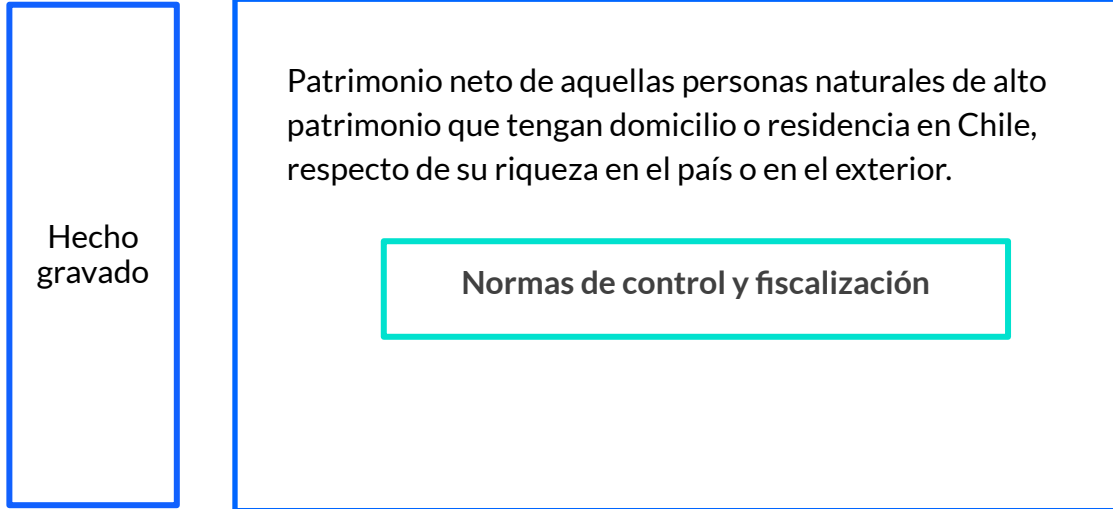 Hecho
gravado
Patrimonio neto de aquellas personas naturales de alto
patrimonio que tengan domicilio o residencia en Chile,
respecto de su riqueza en el país o en el exterior.
Normas de control y fiscalización